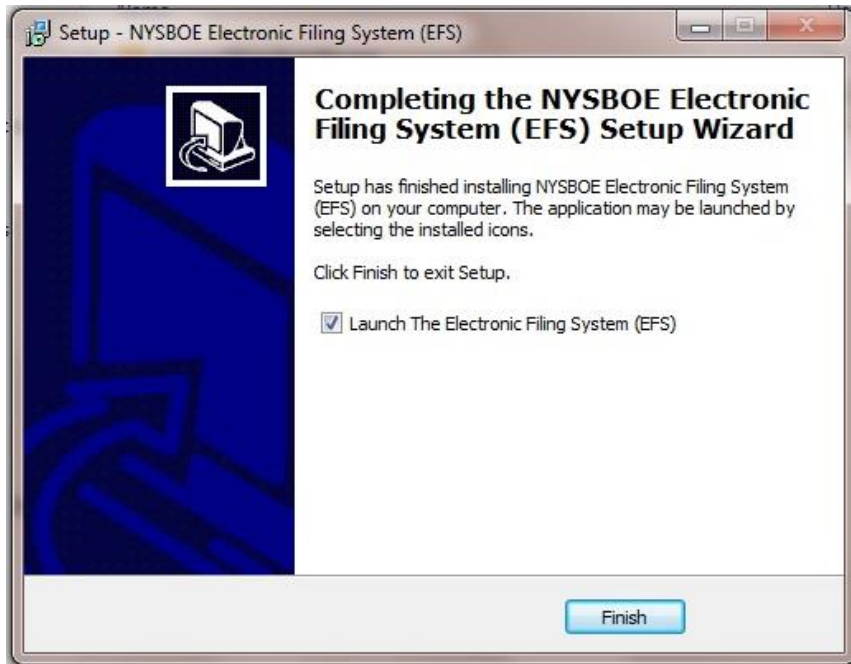 Setup - NYSBOE Electronic Filing System (EFS)
Completing the NYSBOE Electronic
Filing System (EFS) Setup Wizard
Setup has finished installing NYSBOE Electronic Filing System
(EFS) on your computer. The application may be launched by
selecting the installed icons.
Click Finish to exit Setup.
Launch The Electronic Filing System (EFS)
Finish